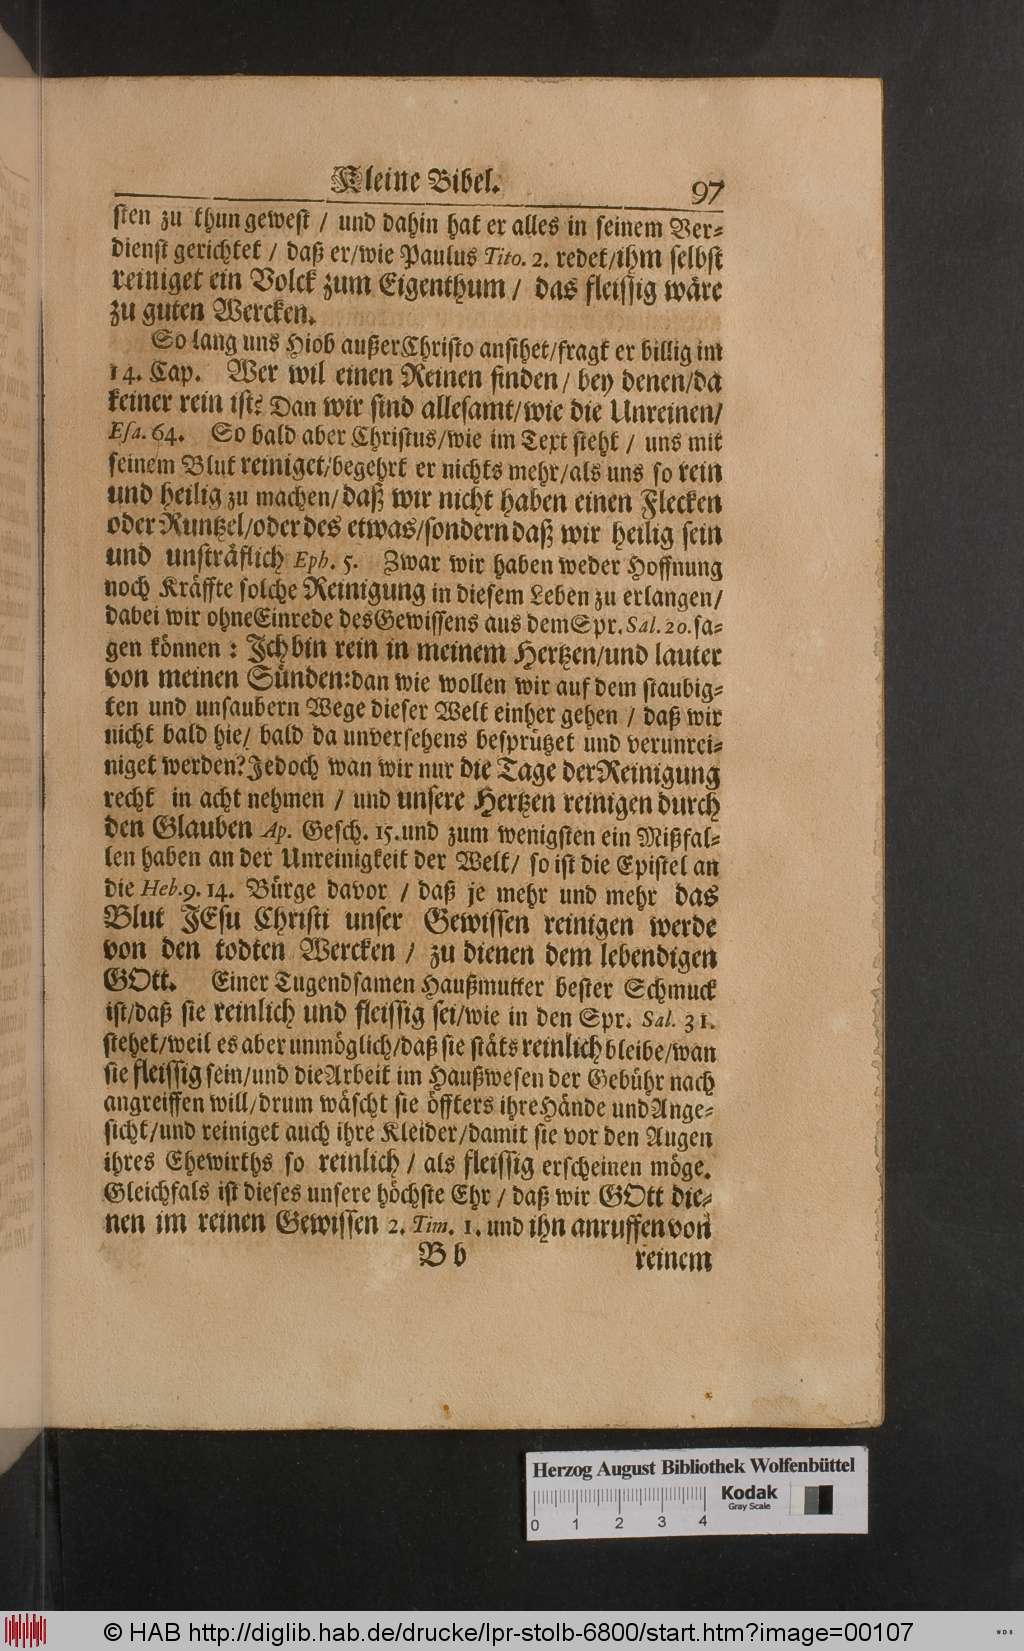 Kleine Bibel. 97
sten zu thun gewest / und dahin hat er alles in seinem Ver-
dienst gerichtet / daß er/wie Paulus Tito. 2. redet/ihm selbst
reiniget ein Volck zum Eigenthum / das fleissig wäre
zu guten Wercken.
So lang uns Hiob außer Christo ansihet/fragt er billig im
14. Cap. Wer wil einen Reinen finden / bey denen/da
keiner rein ist? Dan wir sind allesamt/wie die Unreinen/
Esa. 64. So bald aber Christus/wie im Text steht / uns mit
seinem Blut reiniget/begehrt er nichts mehr/als uns so rein
und heilig zu machen/daß wir nicht haben einen Flecken
oder Runtzel/oder des etwas/sondern daß wir heilig sein
und unsträflich Eph. 5. Zwar wir haben weder Hoffnung
noch Kräffte solche Reinigung in diesem Leben zu erlangen/
dabei wir ohne Einrede des Gewissens aus dem Spr. Sal. 20. sa-
gen können : Ich bin rein in meinem Hertzen/und lauter
von meinen Sünden: dan wie wollen wir auf dem staubig-
ten und unsaubern Wege dieser Welt einher gehen / daß wir
nicht bald hie/ bald da unversehens besprützet und verunrei-
niget werden? Jedoch wan wir nur die Tage der Reinigung
recht in acht nehmen / und unsere Hertzen reinigen durch
den Glauben Ap. Gesch. 15. und zum wenigsten ein Mißfal-
len haben an der Unreinigkeit der Welt/ so ist die Epistel an
die Heb. 9. 14. Bürge davor / daß je mehr und mehr das
Blut JEsu Christi unser Gewissen reinigen werde
von den todten Wercken / zu dienen dem lebendigen
GOtt. Einer Tugendsamen Haußmutter bester Schmuck
ist/daß sie reinlich und fleissig sei/wie in den Spr. Sal. 31.
stehet/weil es aber unmöglich/daß sie stäts reinlich bleibe/wan
sie fleissig sein/und die Arbeit im Haußwesen der Gebühr nach
angreiffen will/drum wäscht sie öffters ihre Hände und Ange-
sicht/und reiniget auch ihre Kleider/damit sie vor den Augen
ihres Ehewirths so reinlich / als fleissig erscheinen möge.
Gleichfals ist dieses unsere höchste Ehr / daß wir GOtt die-
nen im reinen Gewissen 2. Tim. 1. und ihn anruffen von
B b reinem
Herzog August Bibliothek Wolfenbüttel
Kodak
Gray Scale
0 1 2 3 4
© HAB http://diglib.hab.de/drucke/lpr-stolb-6800/start.htm?image=00107
WDB